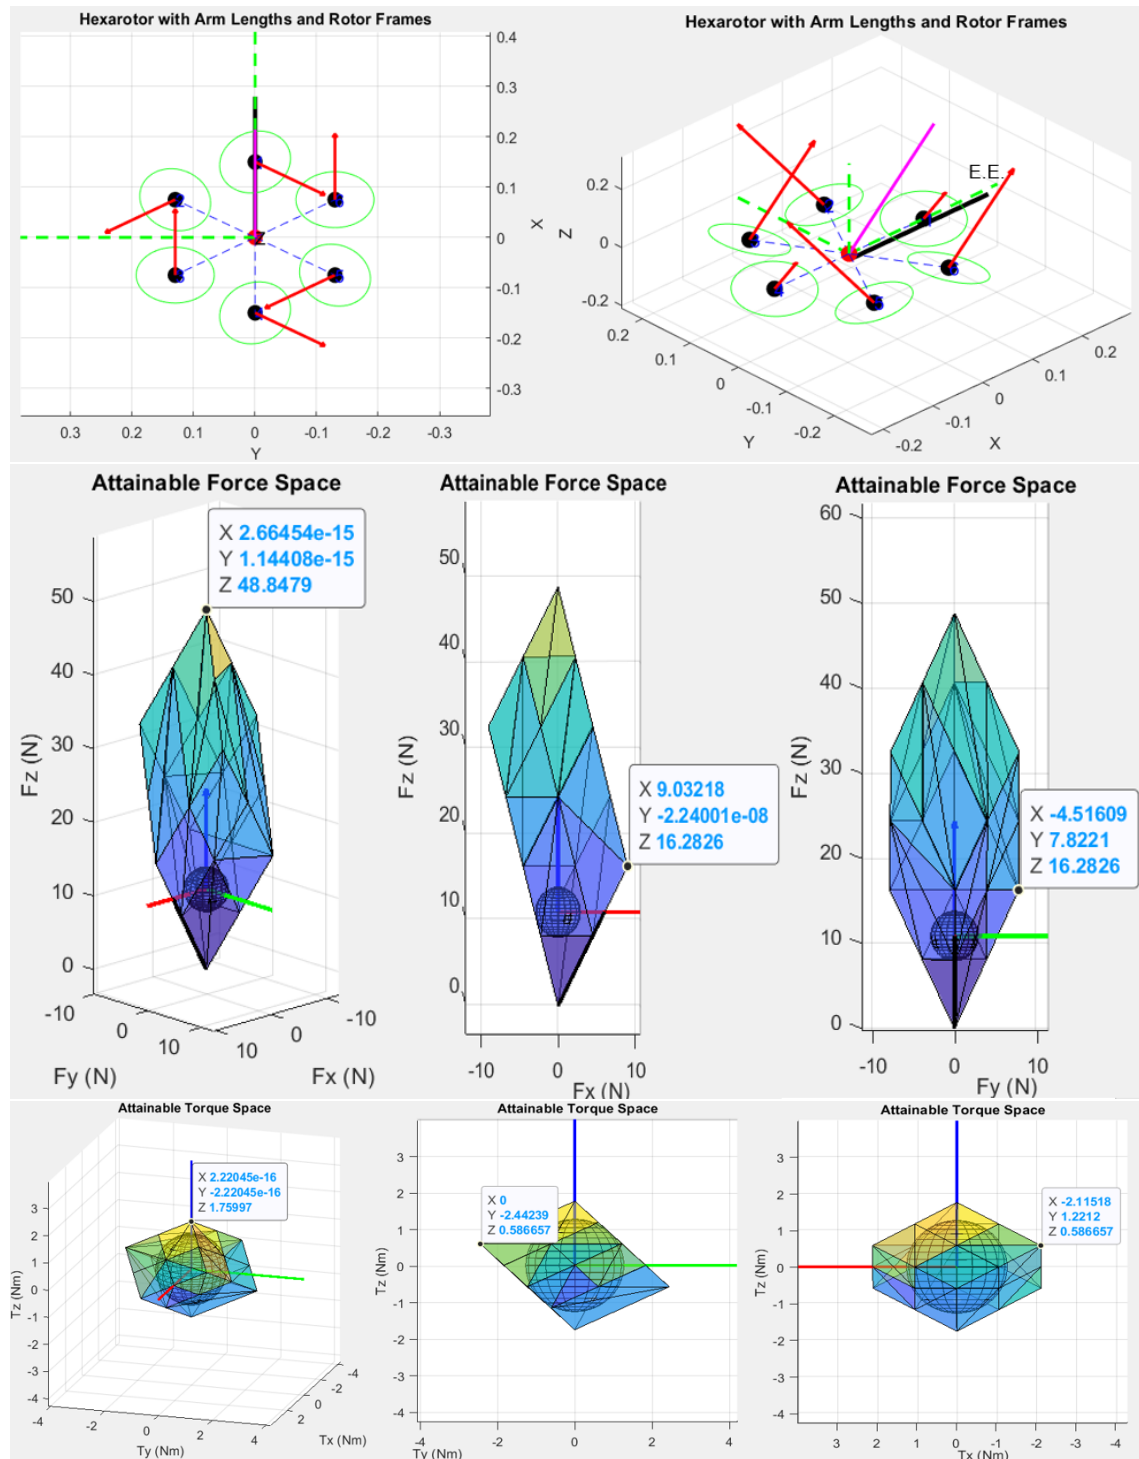 Hexarotor with Arm Lengths and Rotor Frames
0.4
0.3
0.2
0.1
0
-0.1
-0.2
-0.3
X
0.3
0.2
0.1
0
-0.1
-0.2
-0.3
Y
Hexarotor with Arm Lengths and Rotor Frames
E.E.
0.2
0
-0.2
Z
0.2
0.1
0
-0.1
-0.2
Y
0.2
0.1
0
-0.1
-0.2
X
Attainable Force Space
X 2.66454e-15
Y 1.14408e-15
Z 48.8479
50
40
30
20
10
0
Fz (N)
-10
0
10
Fy (N)
10
0
-10
Fx (N)
Attainable Force Space
50
40
30
20
10
0
Fz (N)
X 9.03218
Y -2.24001e-08
Z 16.2826
-10
0
10
Fx (N)
Attainable Force Space
60
50
40
30
20
10
0
Fz (N)
X -4.51609
Y 7.8221
Z 16.2826
-10
0
10
Fy (N)
Attainable Torque Space
X 2.22045e-16
Y -2.22045e-16
Z 1.75997
3
2
1
0
-1
-2
-3
-4
Tz (Nm)
-4
-2
0
2
4
Ty (Nm)
-4
-2
0
2
Tx (Nm)
Attainable Torque Space
X 0
Y -2.44239
Z 0.586657
3
2
1
0
-1
-2
-3
-4
Tz (Nm)
-4
-2
0
2
4
Ty (Nm)
Attainable Torque Space
X -2.11518
Y 1.2212
Z 0.586657
3
2
1
0
-1
-2
-3
-4
Tz (Nm)
3
2
1
0
-1
-2
-3
-4
Tx (Nm)